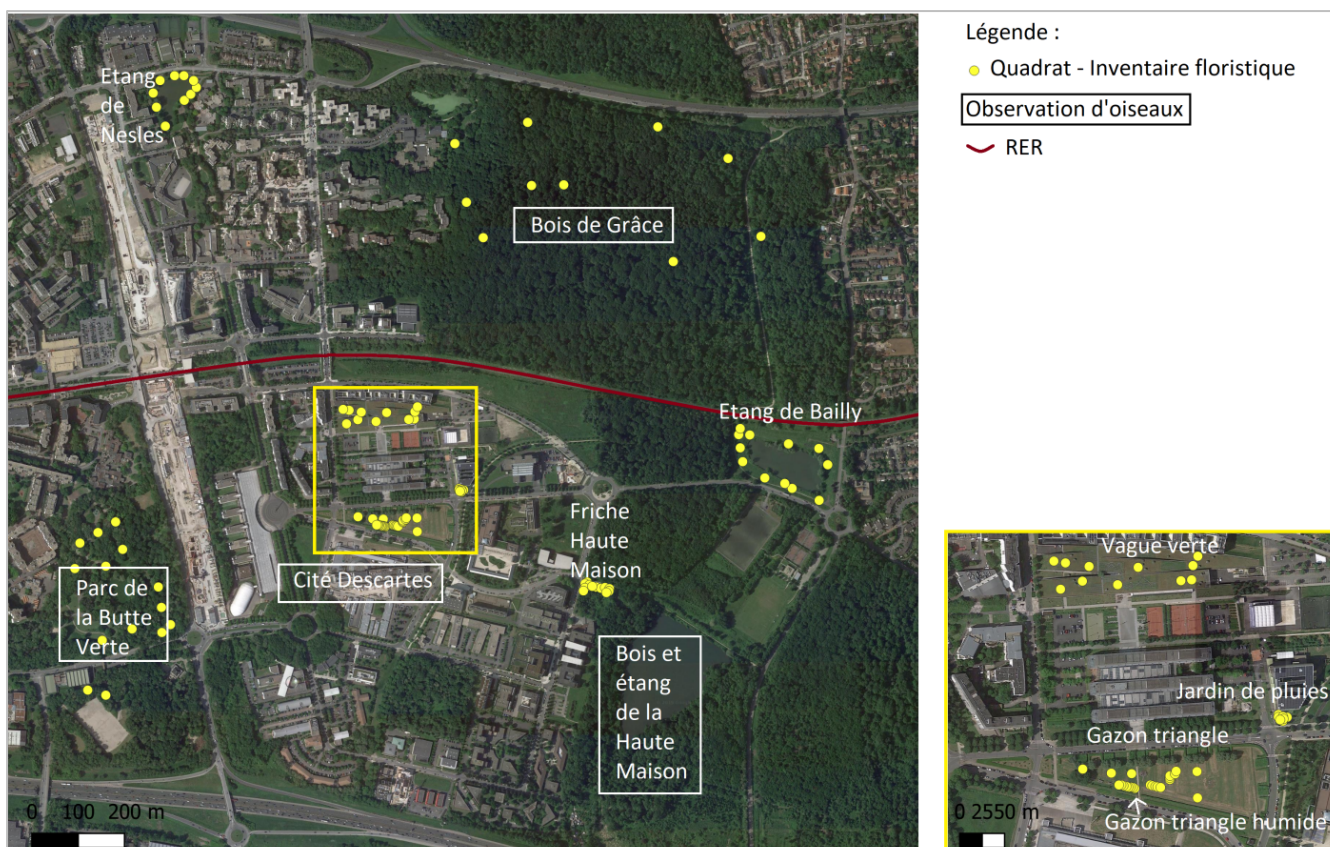 Etang
de
Nesles
Bois de Grâce
Etang de Bailly
Friche
Haute
Maison
Cité Descartes
Parc de
la Butte
Verte
Bois et
étang
de la
Haute
Maison
0 100 200 m
Légende :
Quadrat - Inventaire floristique
Observation d'oiseaux
RER
Vague verte
Jardin de pluies
Gazon triangle
Gazon triangle humide
0 2550 m